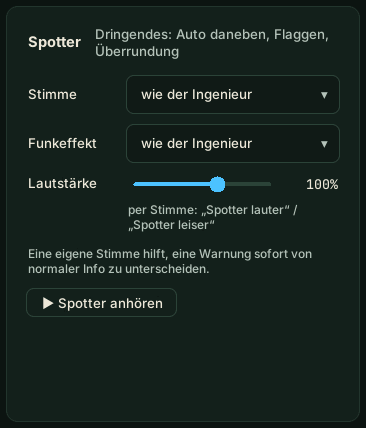 Spotter
Dringendes: Auto daneben, Flaggen,
Überrundung
Stimme
wie der Ingenieur
Funkeffekt
wie der Ingenieur
Lautstärke
100%
per Stimme: „Spotter lauter“ /
„Spotter leiser“
Eine eigene Stimme hilft, eine Warnung sofort von
normaler Info zu unterscheiden.
▶ Spotter anhören